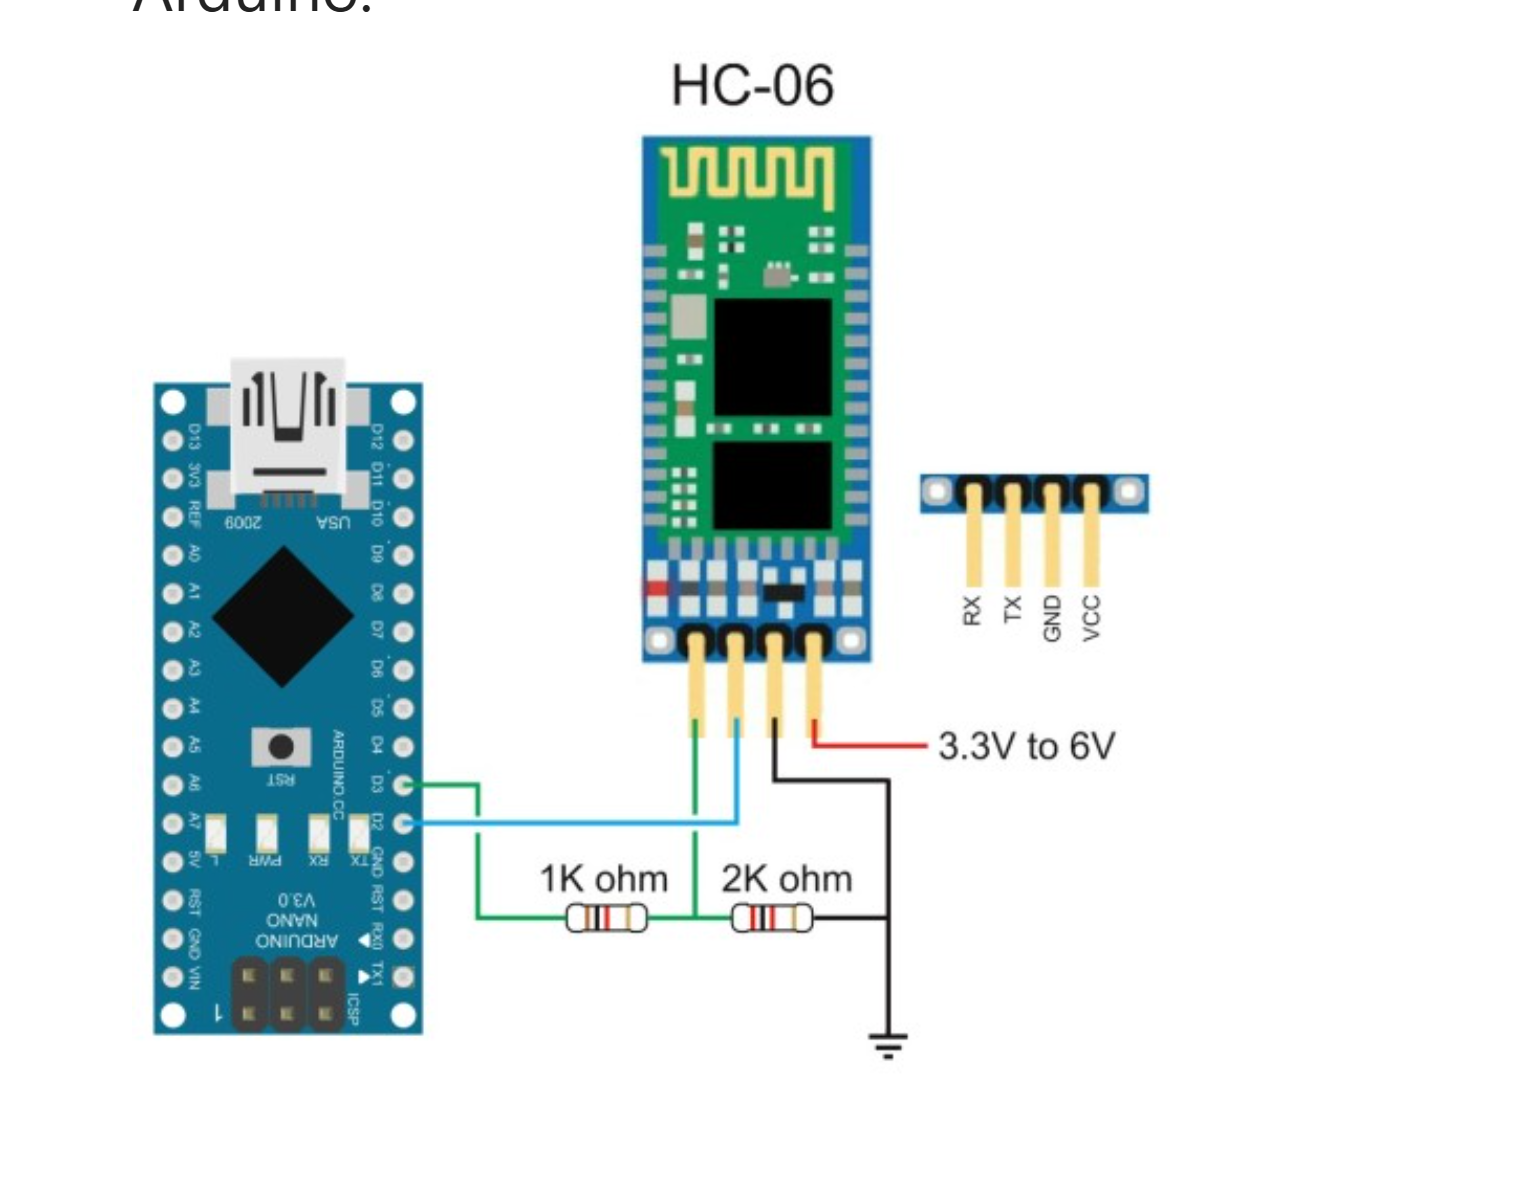 Arduino.
HC-06
D13
3V3
REF
A0
A1
A2
A3
A4
A5
A6
A7
5V
RST
GND
VIN
2009
USA
D12
D11
D10
D9
D8
D7
D6
D5
D4
D3
D2
GND
RST
RX0
TX1
RST
ARDUINO.CC
L
PWR
RX
TX
V3.0
NANO
ARDUINO
1
ICSP
RX
TX
GND
VCC
3.3V to 6V
1K ohm
2K ohm